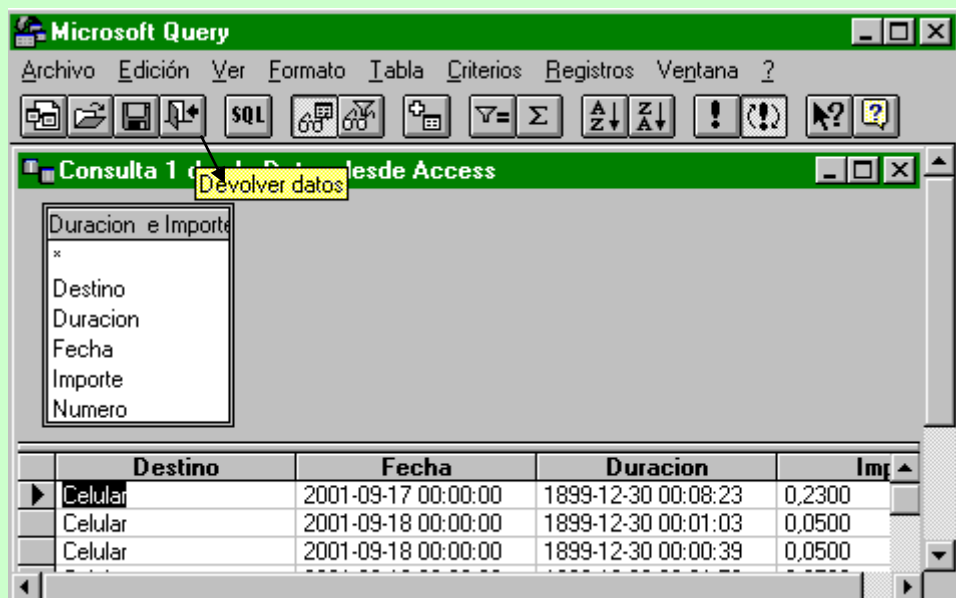 Microsoft Query
Archivo Edición Ver Formato Tabla Criterios Registros Ventana ?
SQL
Consulta 1 desde Access
Devolver datos
Duracion e Importe
*
Destino
Duracion
Fecha
Importe
Numero
Destino Fecha Duracion
Celular 2001-09-17 00:00:00 1899-12-30 00:08:23 0,2300
Celular 2001-09-18 00:00:00 1899-12-30 00:01:03 0,0500
Celular 2001-09-18 00:00:00 1899-12-30 00:00:39 0,0500